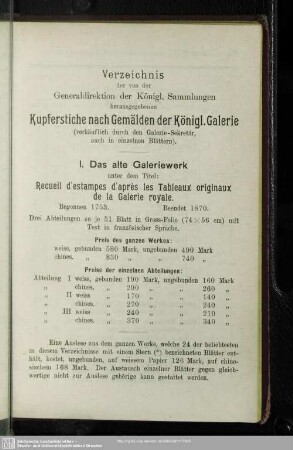 Verzeichnis
der von der
Generaldirektion der Königl. Sammlungen
herausgegebenen
Kupferstiche nach Gemälden der Königl. Galerie
(verkäuflich durch den Galerie-Sekretär,
auch in einzelnen Blättern).
I. Das alte Galeriewerk
unter dem Titel:
Recueil d'estampes d'après les Tableaux originaux
de la Galerie royale.
Begonnen 1753. Beendet 1870.
Drei Abteilungen zu je 51 Blatt in Gross-Folio (74×56 cm) mit
Text in französischer Sprache.
Preis des ganzen Werkes:
weiss, gebunden 580 Mark, ungebunden 490 Mark
chines. „ 830 „ „ 740 „
Preise der einzelnen Abteilungen:
Abteilung I weiss, gebunden 190 Mark, ungebunden 160 Mark
„ chines. „ 290 „ „ 260 „
„ II weiss „ 170 „ „ 140 „
„ chines. „ 270 „ „ 240 „
„ III weiss „ 240 „ „ 210 „
„ chines. „ 370 „ „ 340 „
Eine Auslese aus dem ganzen Werke, welche 24 der beliebtesten
in diesem Verzeichnisse mit einem Stern (*) bezeichneten Blätter ent-
hält, kostet, ungebunden, auf weissem Papier 126 Mark, auf chine-
sischem 168 Mark. Der Austausch einzelner Blätter gegen gleich-
wertige nicht zur Auslese gehörige kann gestattet werden.